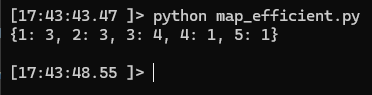 [17:43:43.47 ]> python map_efficient.py
{1: 3, 2: 3, 3: 4, 4: 1, 5: 1}
[17:43:48.55 ]>